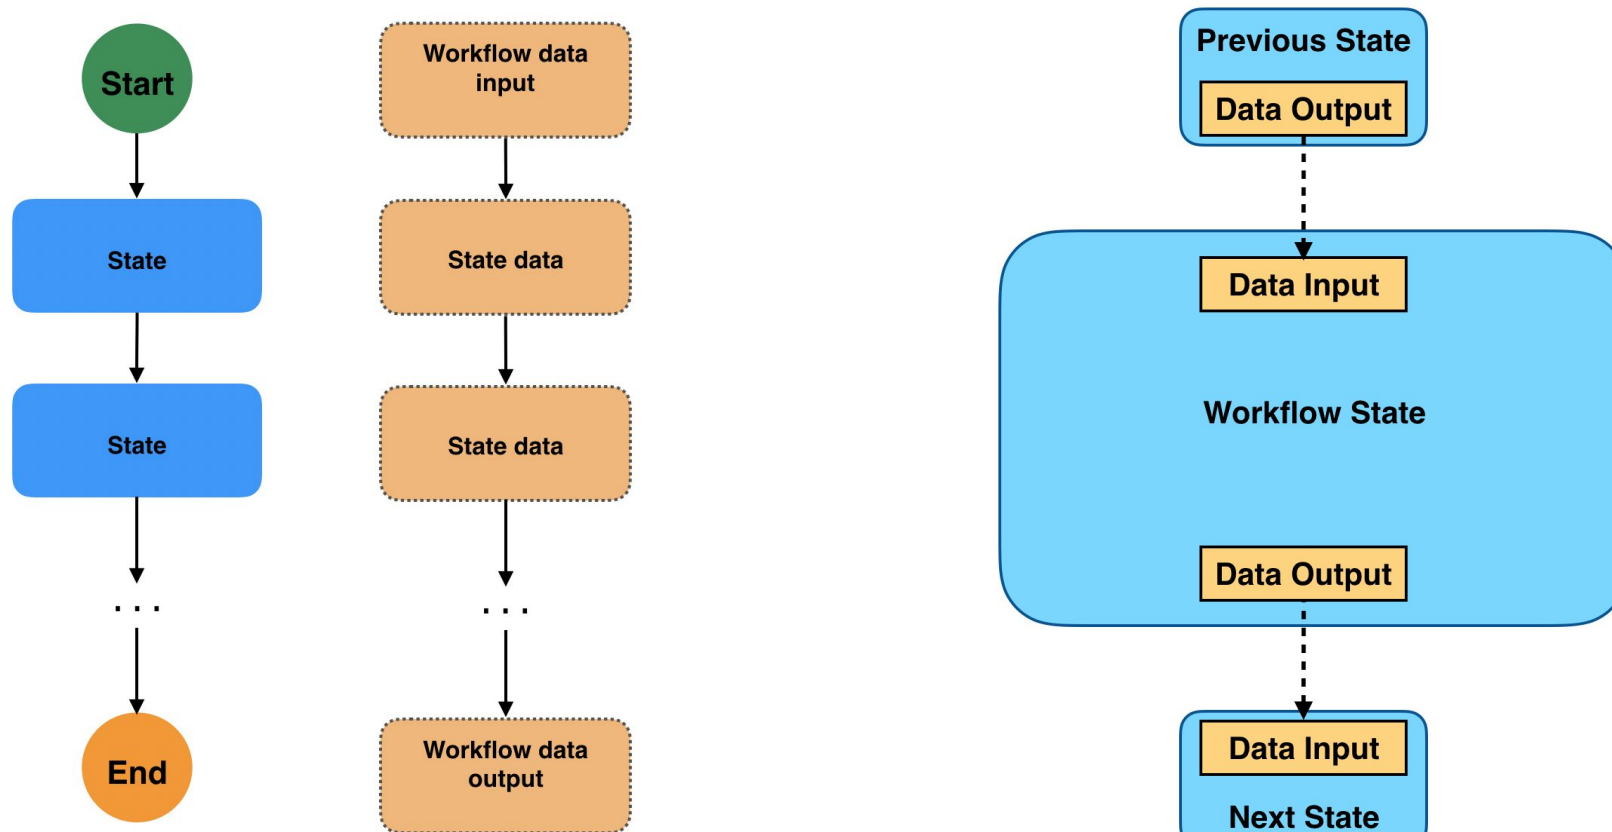 Start
State
State
. . .
End
Workflow data
input
State data
State data
. . .
Workflow data
output
Previous State
Data Output
Data Input
Workflow State
Data Output
Data Input
Next State